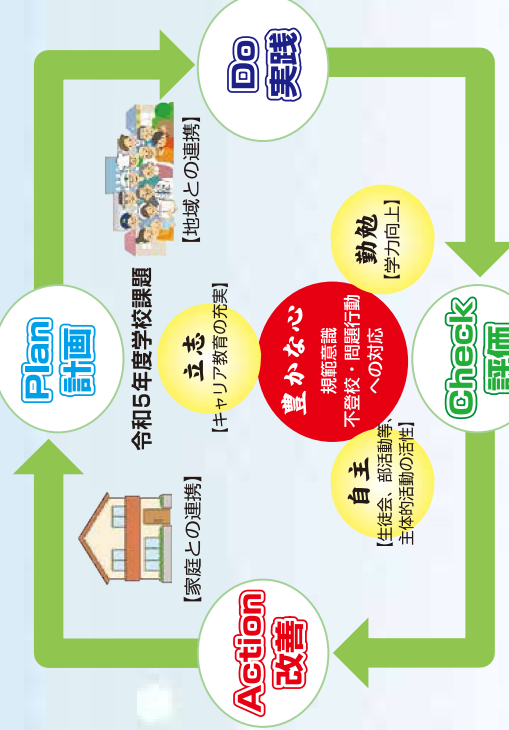 Plan
計画
令和5年度学校課題
Do
実践
【地域との連携】
【家庭との連携】
立志
【キャリア教育の充実】
豊かな心
規範意識
不登校・問題行動
への対応
自主
【生徒会、部活動等、
主体的活動の活性】
勤勉
【学力向上】
Action
改善
Check
評価